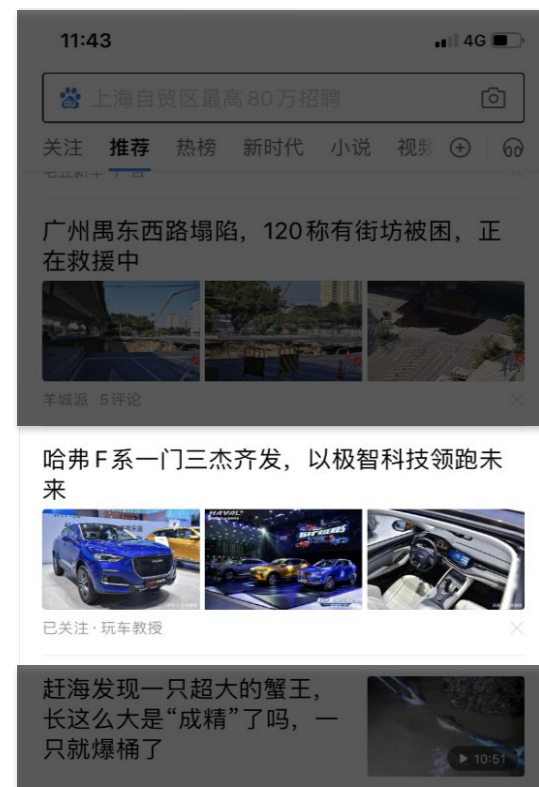 11:43
4G
上海自贸区最高80万招聘
关注 推荐 热榜 新时代 小说 视频
广告
广州禺东西路塌陷，120称有街坊被困，正
在救援中
羊城派 5评论
哈弗F系一门三杰齐发，以极智科技领跑未
来
HAVAL
已关注·玩车教授
赶海发现一只超大的蟹王，
长这么大是“成精”了吗，一
只就爆桶了
10:51